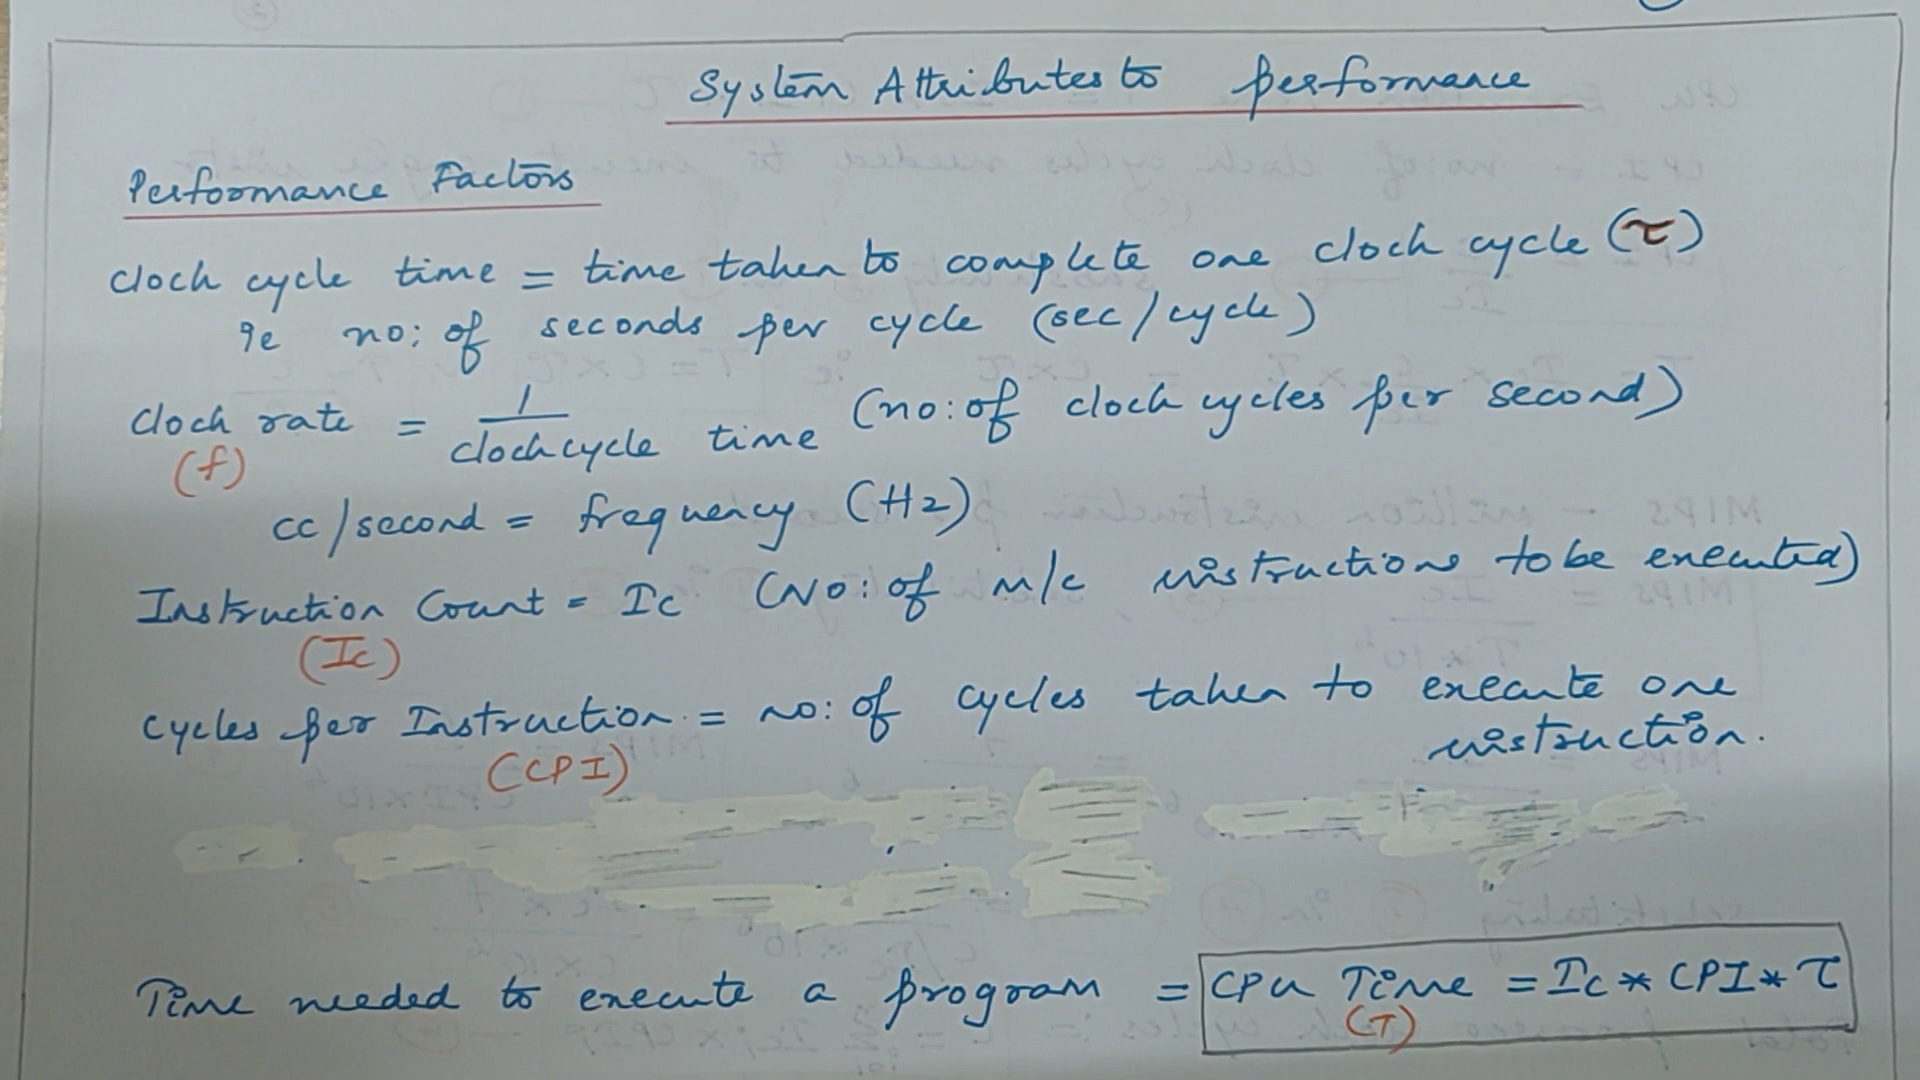 System Attributes to performance
Performance Factors
Clock cycle time = time taken to complete one clock cycle (τ)
ie no: of seconds per cycle (sec/cycle)
Clock rate = 1 / clock cycle time (no: of clock cycles per second)
(f)
cc/second = frequency (Hz)
Instruction Count = Ic (No: of m/c instructions to be executed)
(Ic)
Cycles per Instruction = no: of cycles taken to execute one
instruction.
(CPI)
Time needed to execute a program = CPU Time = Ic * CPI * τ
(T)